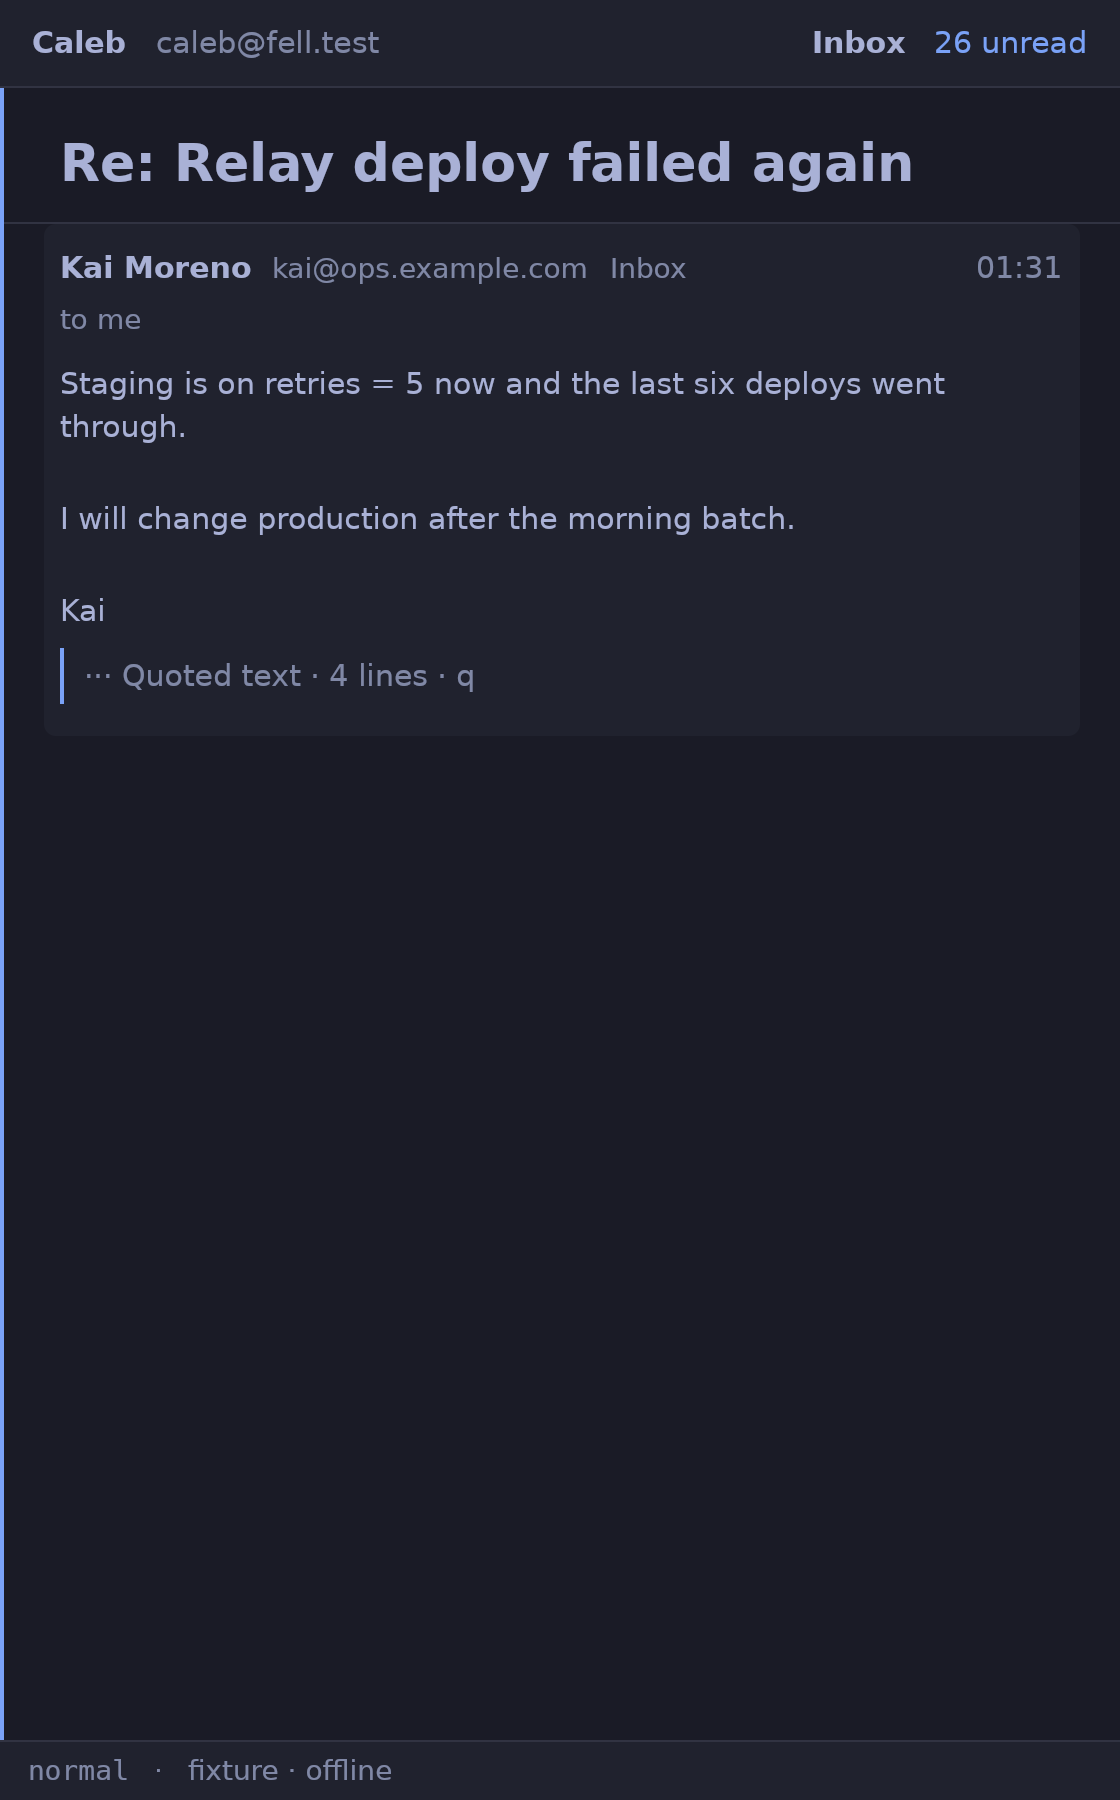 Caleb caleb@fell.test Inbox 26 unread
Re: Relay deploy failed again
Kai Moreno kai@ops.example.com Inbox 01:31
to me
Staging is on retries = 5 now and the last six deploys went
through.
I will change production after the morning batch.
Kai
··· Quoted text · 4 lines · q
normal · fixture · offline